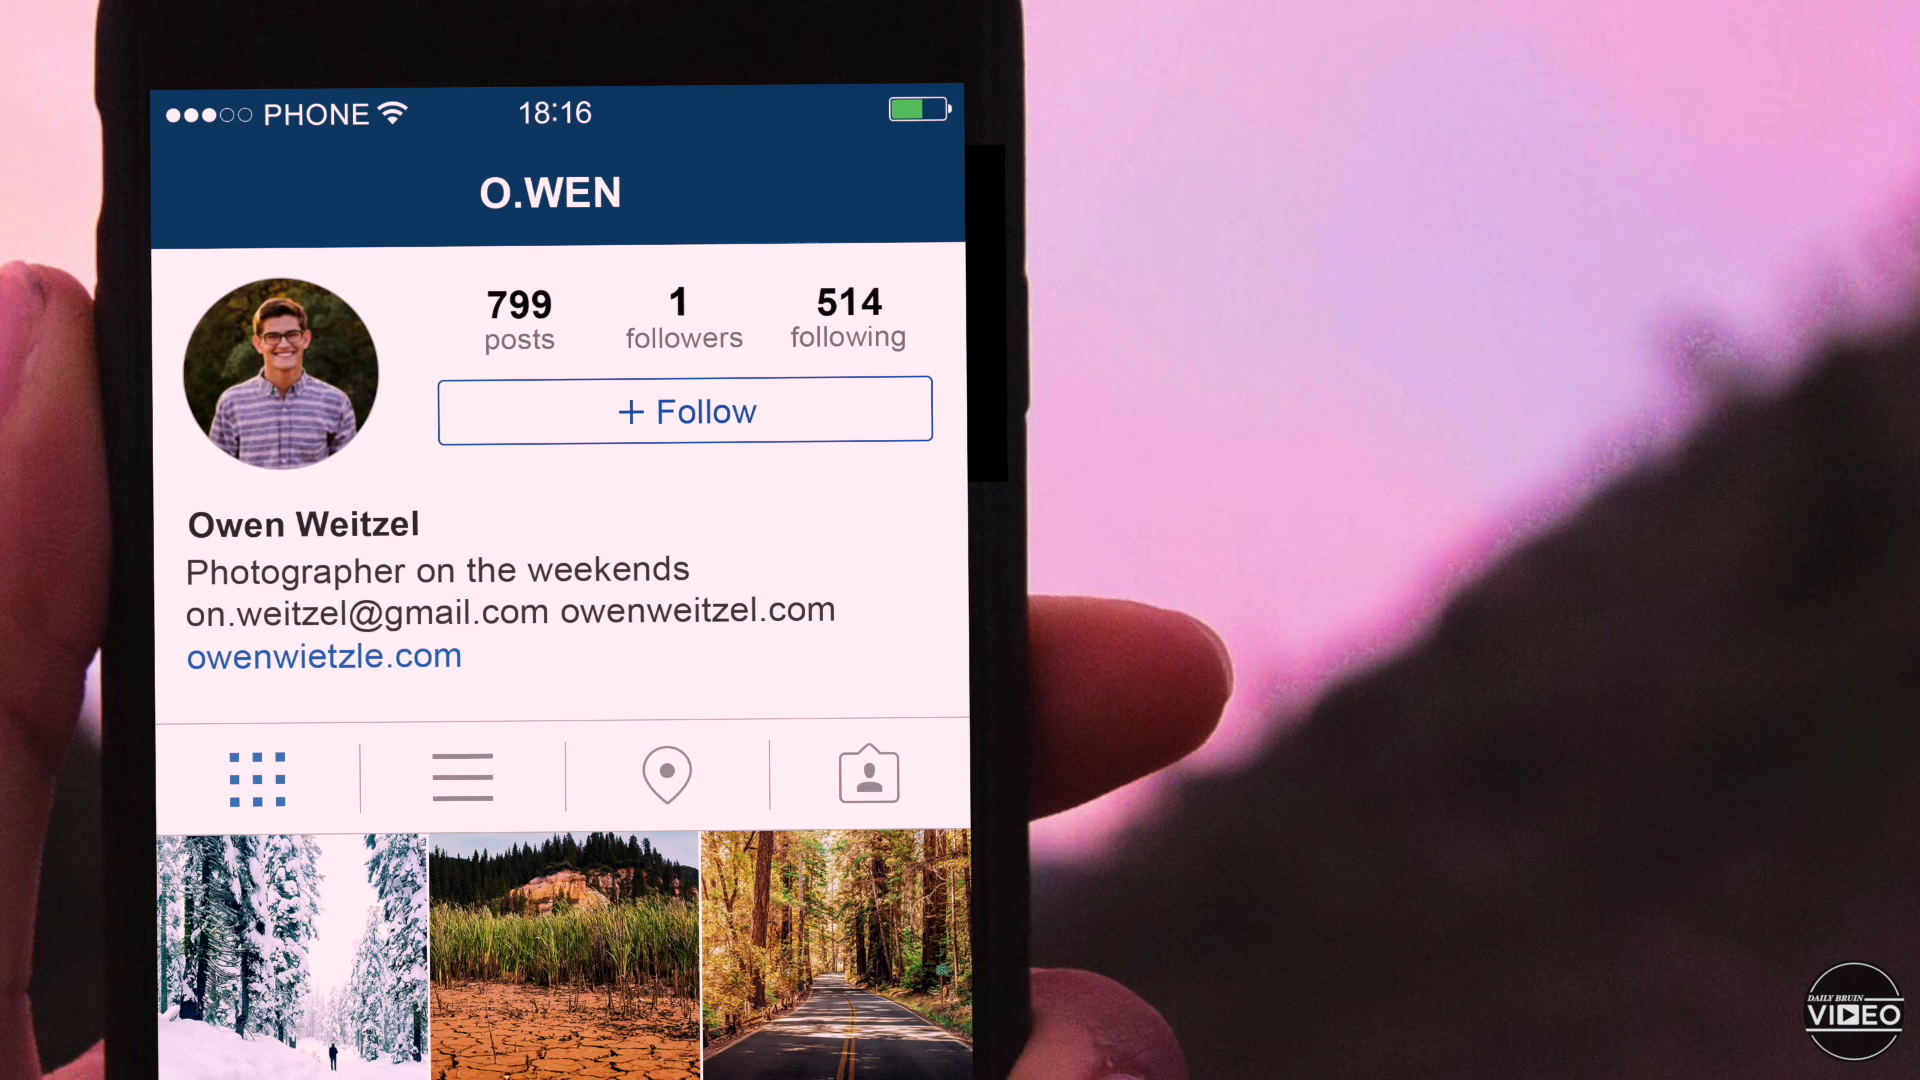 PHONE 18:16
O.WEN
799 1 514
posts followers following
+ Follow
Owen Weitzel
Photographer on the weekends
on.weitzel@gmail.com owenweitzel.com
owenwietzle.com
DAILY BRUIN
VIDEO